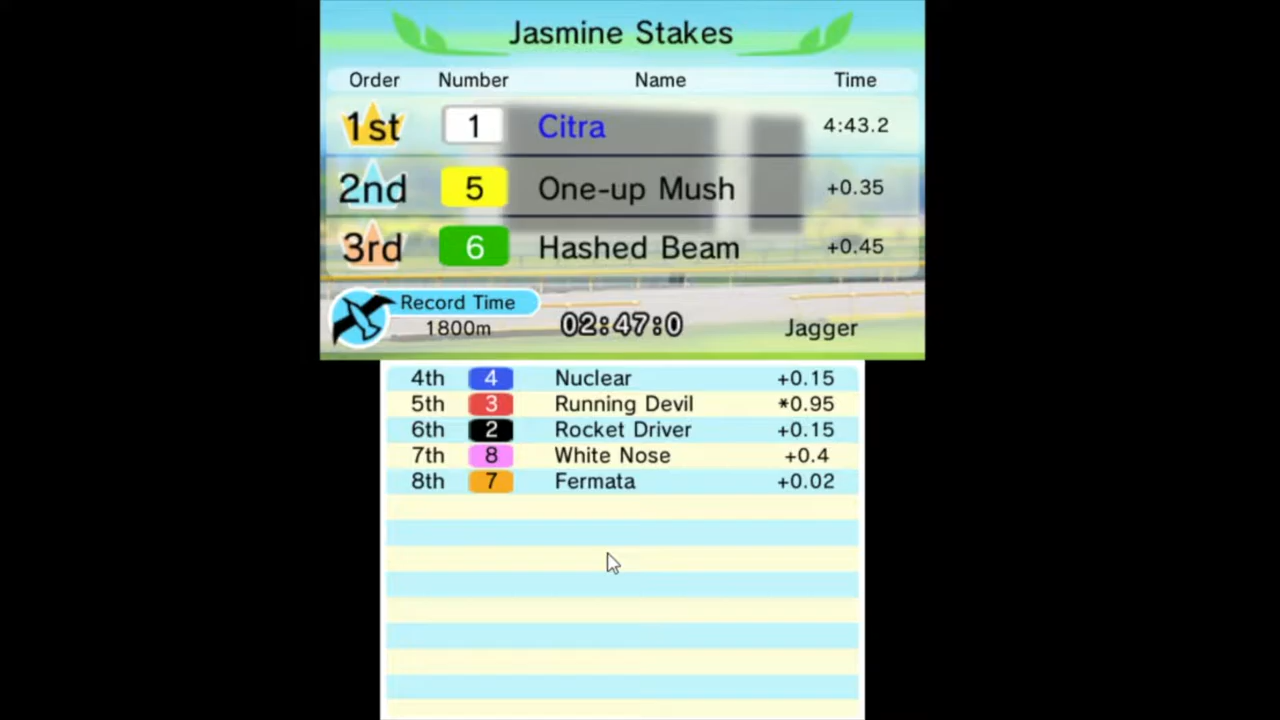 Jasmine Stakes
Order Number Name Time
1st 1 Citra 4:43.2
2nd 5 One-up Mush +0.35
3rd 6 Hashed Beam +0.45
Record Time
1800m 02:47:0 Jagger
4th 4 Nuclear +0.15
5th 3 Running Devil *0.95
6th 2 Rocket Driver +0.15
7th 8 White Nose +0.4
8th 7 Fermata +0.02